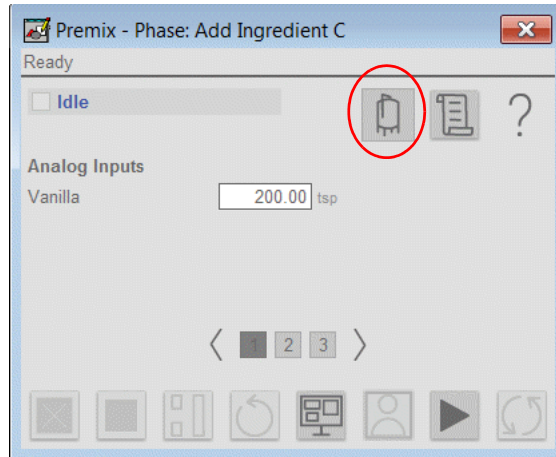 Premix - Phase: Add Ingredient C
Ready
Idle
?
Analog Inputs
Vanilla 200.00 tsp
1 2 3